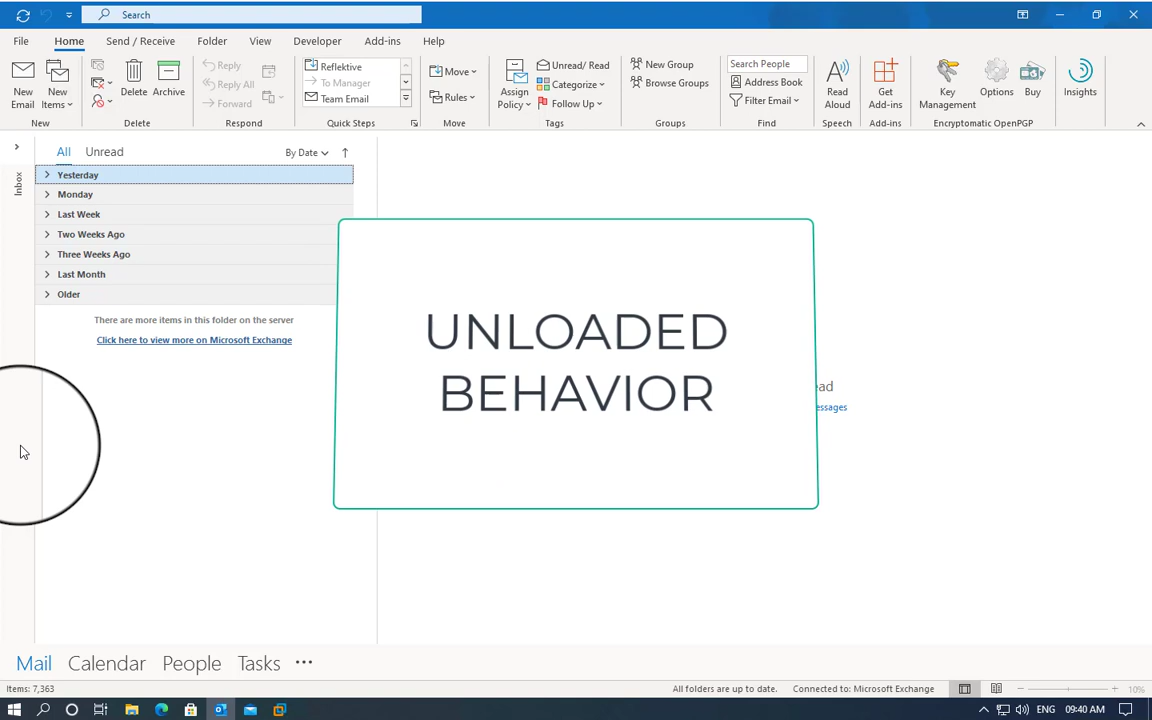 Search
File Home Send / Receive Folder View Developer Add-ins Help
New Email
New Items
Delete
Archive
Reply
Reply All
Forward
Reflektive
To Manager
Team Email
Move
Rules
Assign Policy
Unread/ Read
Categorize
Follow Up
New Group
Browse Groups
Search People
Address Book
Filter Email
Read Aloud
Get Add-ins
Key Management
Options
Buy
Insights
New Delete Respond Quick Steps Move Tags Groups Find Speech Add-ins Encryptomatic OpenPGP
All Unread By Date
Inbox
Yesterday
Monday
Last Week
Two Weeks Ago
Three Weeks Ago
Last Month
Older
There are more items in this folder on the server
Click here to view more on Microsoft Exchange
UNLOADED
BEHAVIOR
ead
essages
Mail Calendar People Tasks
Items: 7,363 All folders are up to date. Connected to: Microsoft Exchange 10%
ENG 09:40 AM